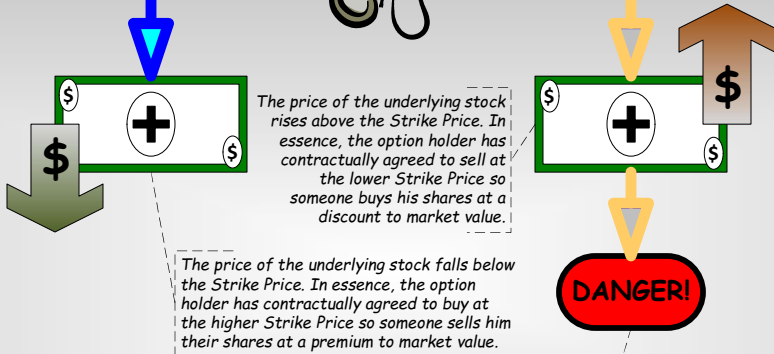 $
$
$
The price of the underlying stock
rises above the Strike Price. In
essence, the option holder has
contractually agreed to sell at
the lower Strike Price so
someone buys his shares at a
discount to market value.
$
$
$
The price of the underlying stock falls below
the Strike Price. In essence, the option
holder has contractually agreed to buy at
the higher Strike Price so someone sells him
their shares at a premium to market value.
DANGER!